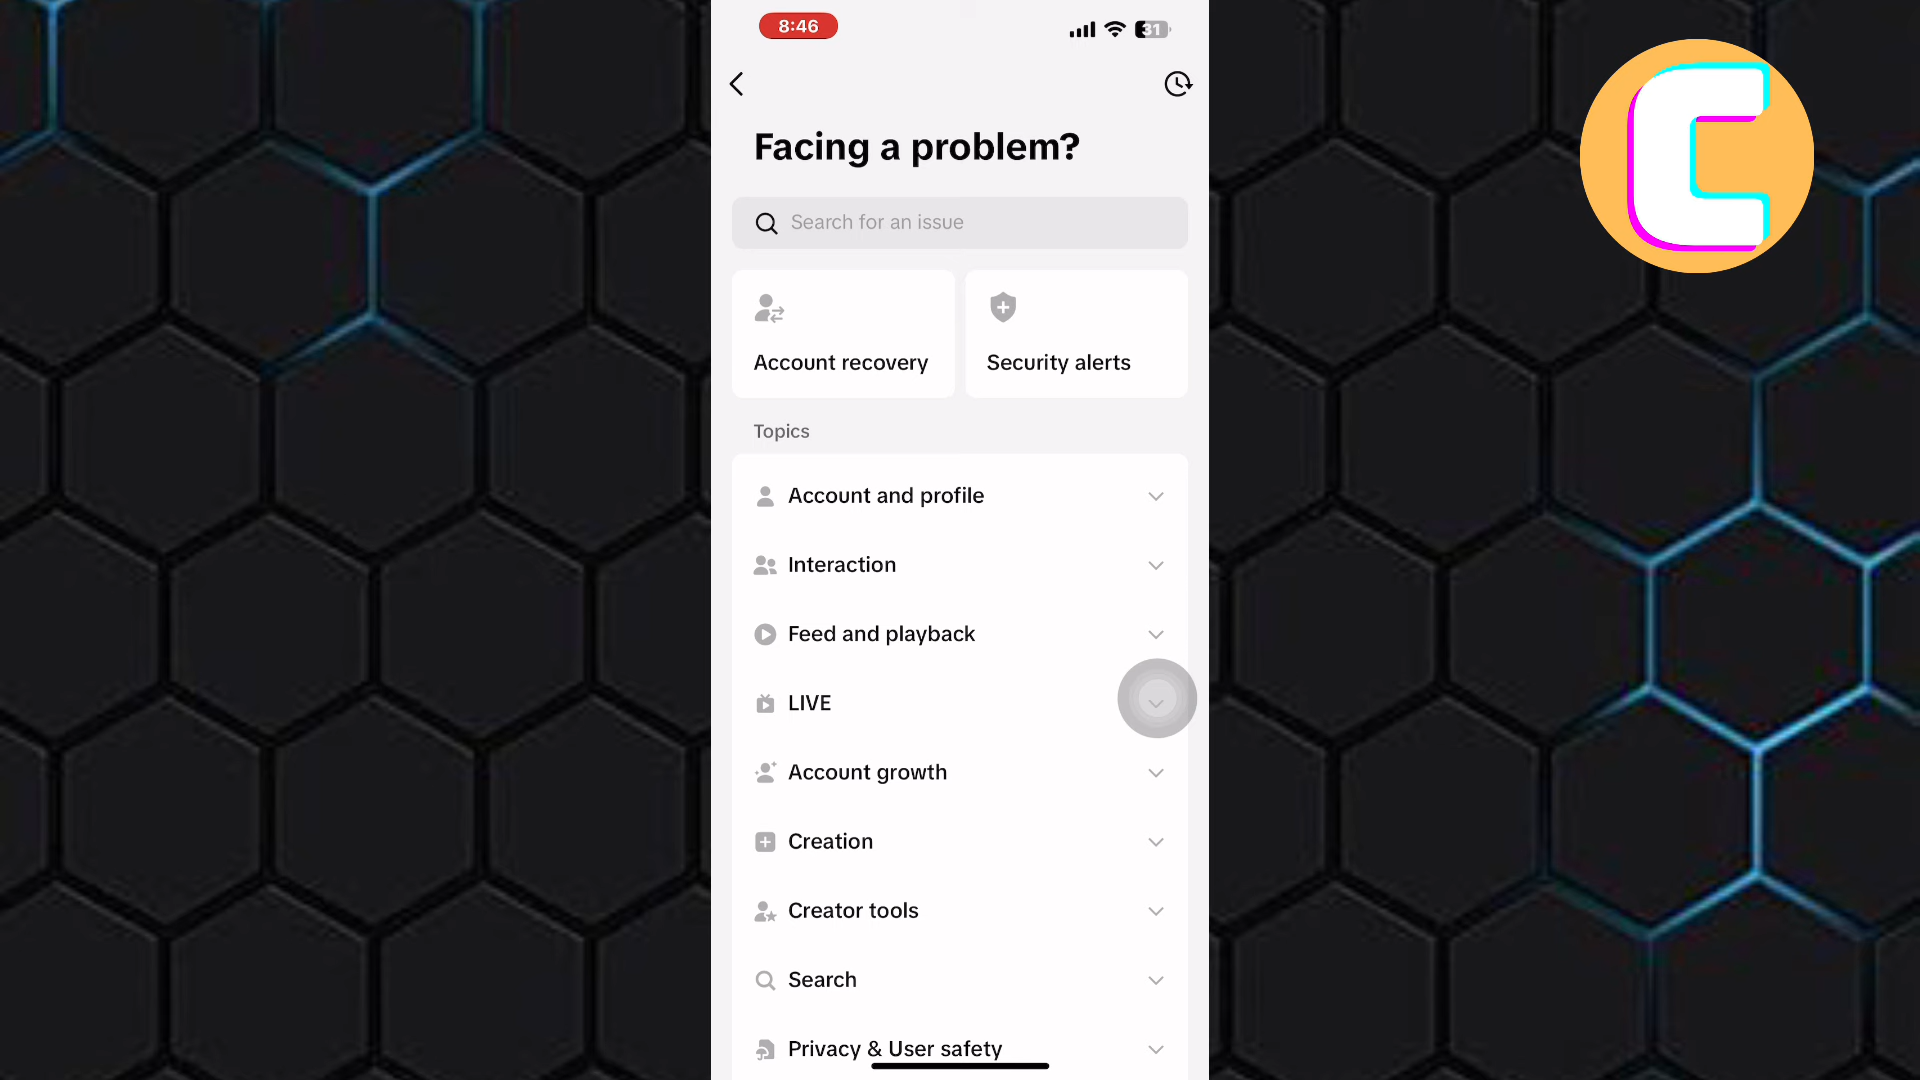 8:46
31
Facing a problem?
Search for an issue
Account recovery
Security alerts
Topics
Account and profile
Interaction
Feed and playback
LIVE
Account growth
Creation
Creator tools
Search
Privacy & User safety
C